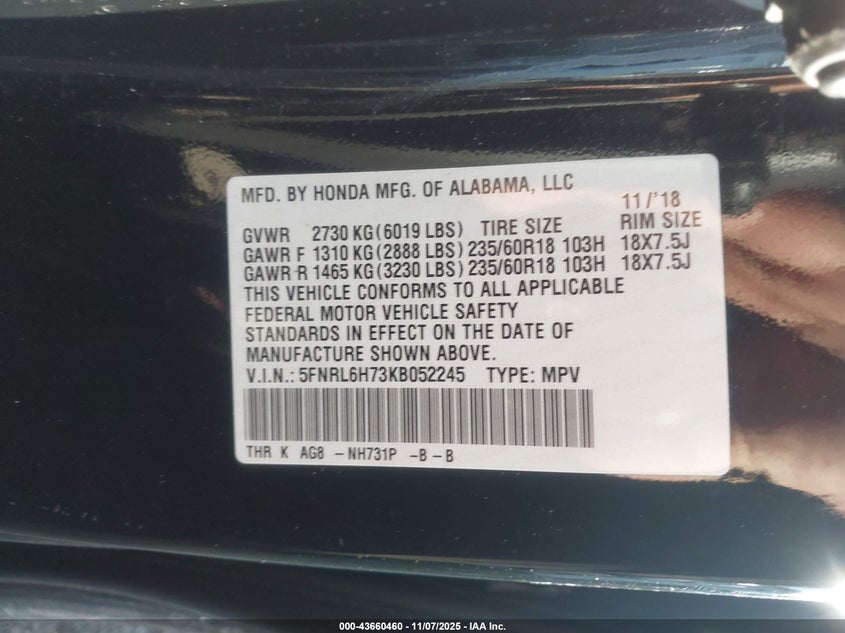 MFD. BY HONDA MFG. OF ALABAMA, LLC
11/'18
GVWR 2730 KG(6019 LBS) TIRE SIZE RIM SIZE
GAWR F 1310 KG(2888 LBS) 235/60R18 103H 18X7.5J
GAWR R 1465 KG(3230 LBS) 235/60R18 103H 18X7.5J
THIS VEHICLE CONFORMS TO ALL APPLICABLE
FEDERAL MOTOR VEHICLE SAFETY
STANDARDS IN EFFECT ON THE DATE OF
MANUFACTURE SHOWN ABOVE.
V.I.N.: 5FNRL6H73KB052245 TYPE: MPV
THR K AG8 -NH731P -B-B
000-43660460 - 11/07/2025 - IAA Inc.